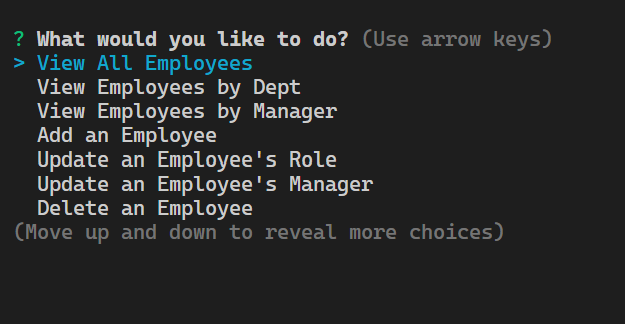 ? What would you like to do? (Use arrow keys)
> View All Employees
View Employees by Dept
View Employees by Manager
Add an Employee
Update an Employee's Role
Update an Employee's Manager
Delete an Employee
(Move up and down to reveal more choices)